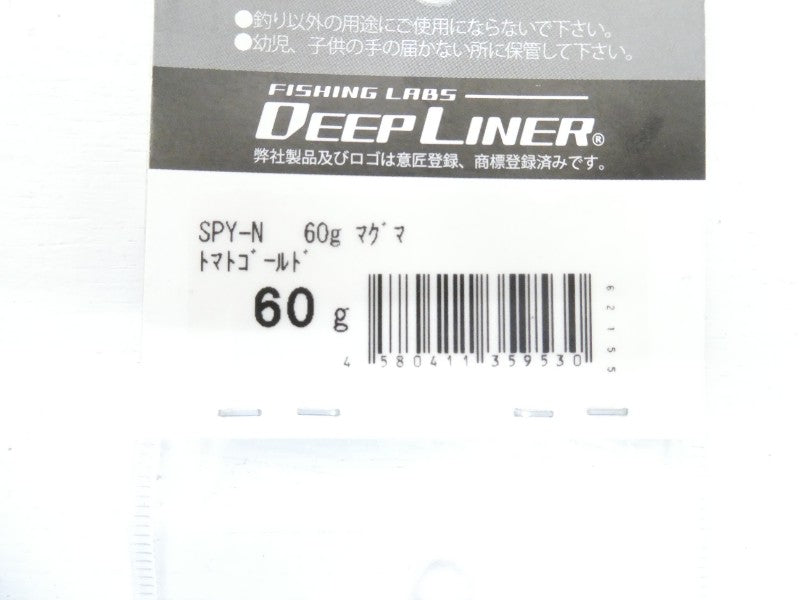 ●釣り以外の用途にご使用にならないで下さい。
●幼児、子供の手の届かない所に保管して下さい。
FISHING LABS
DEEPLINER®
弊社製品及びロゴは意匠登録、商標登録済みです。
SPY-N 60g ﾏｸﾞﾏ
ﾄﾏﾄｺﾞｰﾙﾄﾞ
60 g
4 580411 359530
62155